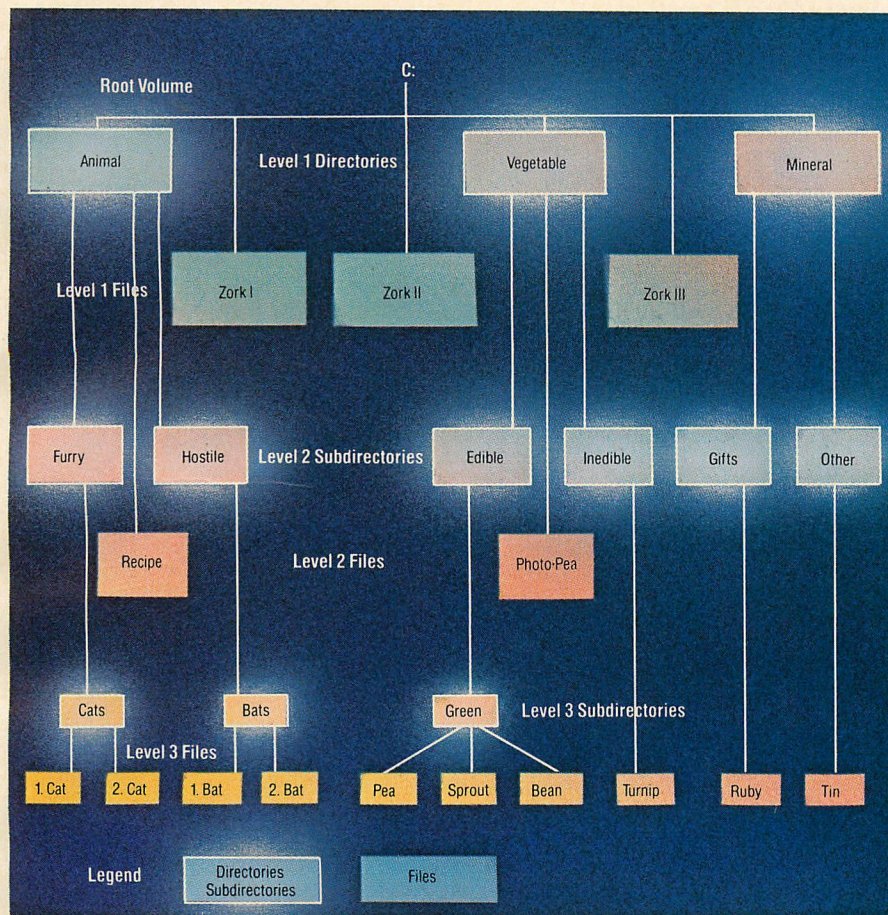 C:
Root Volume
Animal
Level 1 Directories
Vegetable
Mineral
Level 1 Files
Zork I
Zork II
Zork III
Furry
Hostile
Level 2 Subdirectories
Edible
Inedible
Gifts
Other
Recipe
Level 2 Files
Photo·Pea
Cats
Bats
Green
Level 3 Subdirectories
Level 3 Files
1. Cat
2. Cat
1. Bat
2. Bat
Pea
Sprout
Bean
Turnip
Ruby
Tin
Legend
Directories
Subdirectories
Files